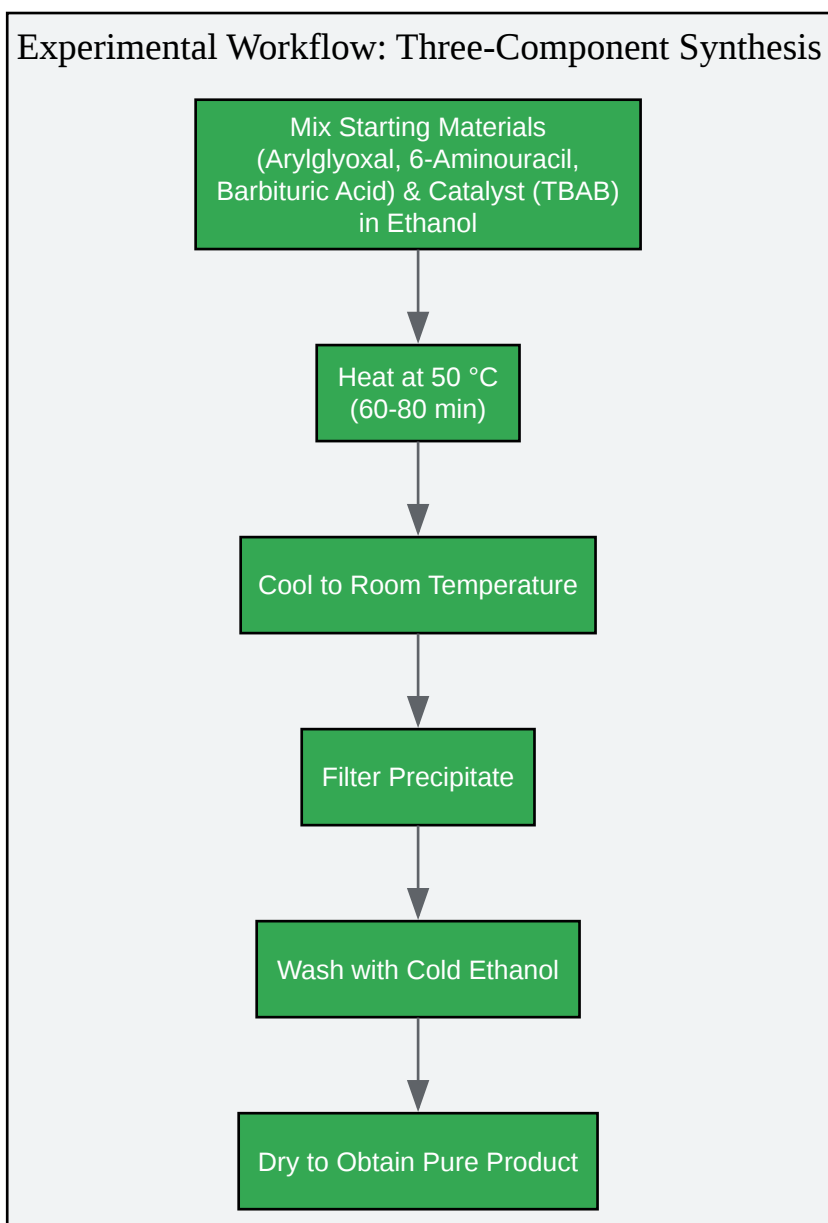 Experimental Workflow: Three-Component Synthesis
Mix Starting Materials
(Arylglyoxal, 6-Aminouracil,
Barbituric Acid) & Catalyst (TBAB)
in Ethanol
Heat at 50 °C
(60-80 min)
Cool to Room Temperature
Filter Precipitate
Wash with Cold Ethanol
Dry to Obtain Pure Product